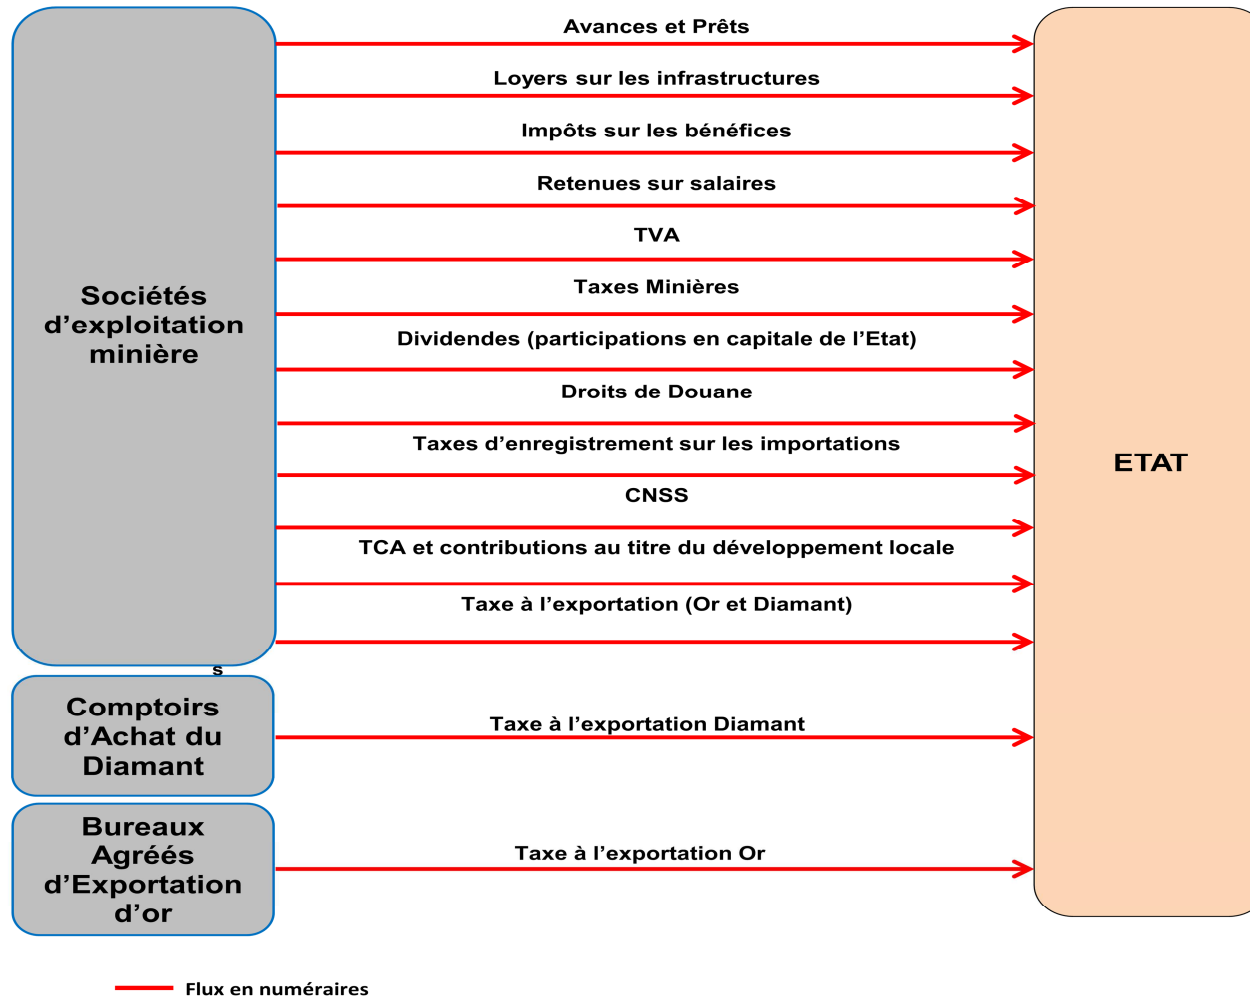 Avances et Prêts
Loyers sur les infrastructures
Impôts sur les bénéfices
Retenues sur salaires
TVA
Taxes Minières
Dividendes (participations en capitale de l’Etat)
Droits de Douane
Taxes d’enregistrement sur les importations
CNSS
TCA et contributions au titre du développement locale
Taxe à l’exportation (Or et Diamant)
Sociétés
d’exploitation
minière
ETAT
s
Comptoirs
d’Achat du
Diamant
Taxe à l’exportation Diamant
Bureaux
Agréés
d’Exportation
d’or
Taxe à l’exportation Or
Flux en numéraires